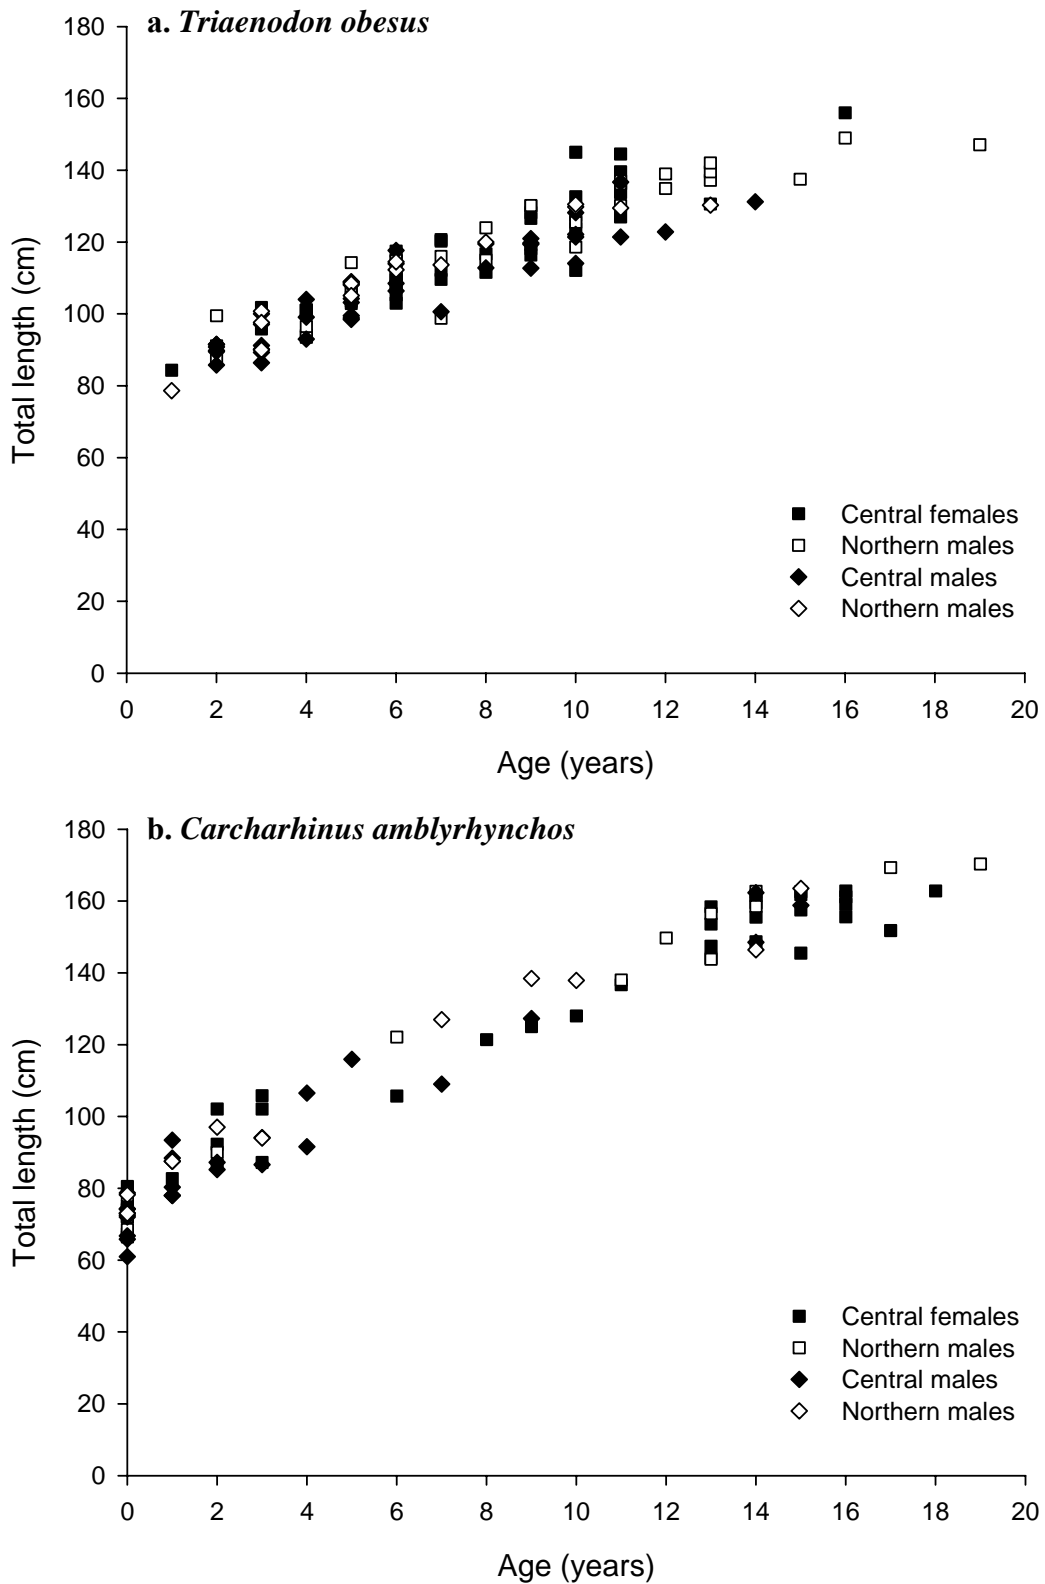 a. Triaenodon obesus
180
160
140
120
100
80
60
40
20
0
Total length (cm)
Central females
Northern males
Central males
Northern males
0 2 4 6 8 10 12 14 16 18 20
Age (years)
b. Carcharhinus amblyrhynchos
180
160
140
120
100
80
60
40
20
0
Total length (cm)
Central females
Northern males
Central males
Northern males
0 2 4 6 8 10 12 14 16 18 20
Age (years)